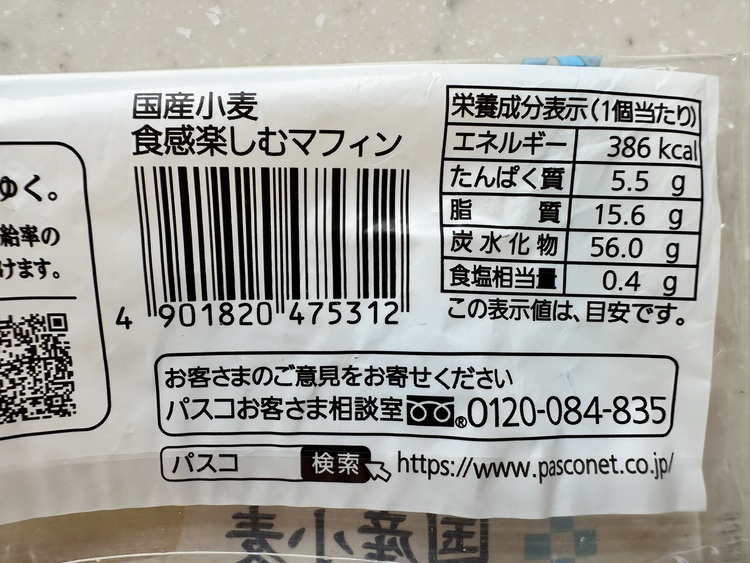 ゆく。
給率の
けます。
国産小麦
食感楽しむマフィン
4 901820 475312
栄養成分表示(1個当たり)
エネルギー 386 kcal
たんぱく質 5.5 g
脂質 15.6 g
炭水化物 56.0 g
食塩相当量 0.4 g
この表示値は、目安です。
お客さまのご意見をお寄せください
パスコお客さま相談室 ®0120-084-835
パスコ 検索 https://www.pasconet.co.jp/
国産小麦